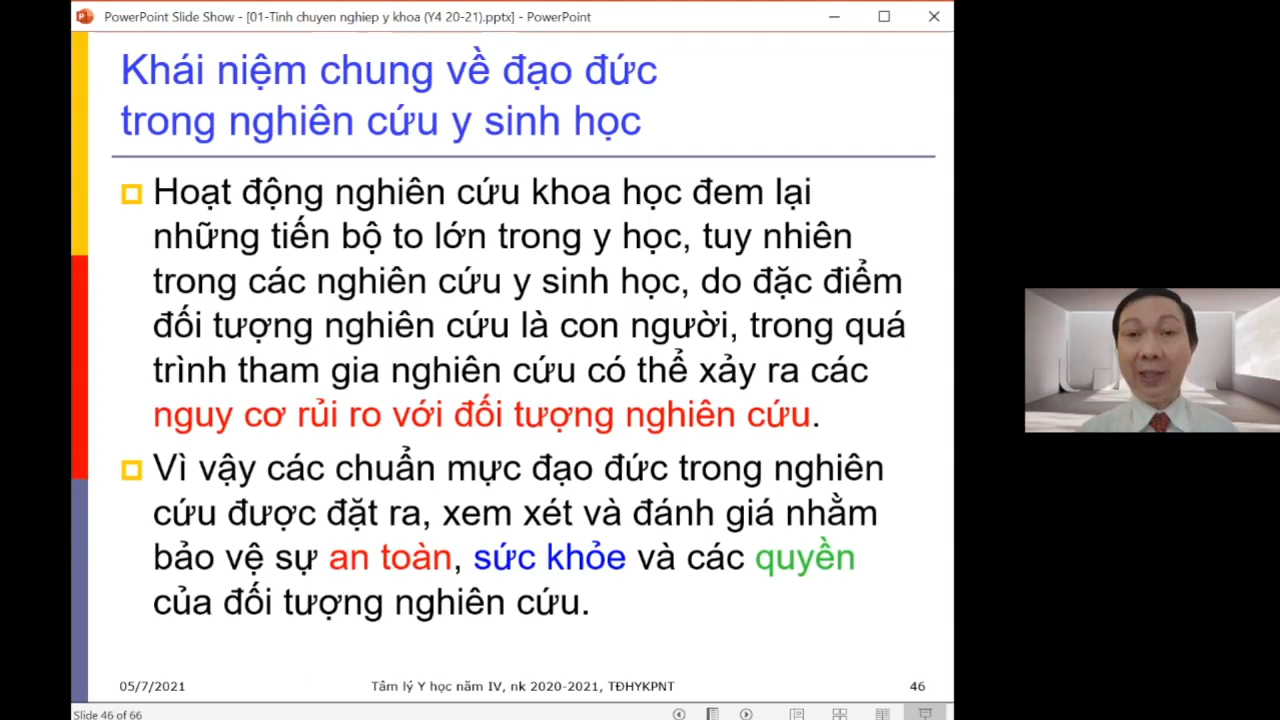 PowerPoint Slide Show - [01-Tinh chuyen nghiep y khoa (Y4 20-21).pptx] - PowerPoint
Khái niệm chung về đạo đức
trong nghiên cứu y sinh học
Hoạt động nghiên cứu khoa học đem lại
những tiến bộ to lớn trong y học, tuy nhiên
trong các nghiên cứu y sinh học, do đặc điểm
đối tượng nghiên cứu là con người, trong quá
trình tham gia nghiên cứu có thể xảy ra các
nguy cơ rủi ro với đối tượng nghiên cứu.
Vì vậy các chuẩn mực đạo đức trong nghiên
cứu được đặt ra, xem xét và đánh giá nhằm
bảo vệ sự an toàn, sức khỏe và các quyền
của đối tượng nghiên cứu.
05/7/2021 Tâm lý Y học năm IV, nk 2020-2021, TĐHYKPNT 46
Slide 46 of 66